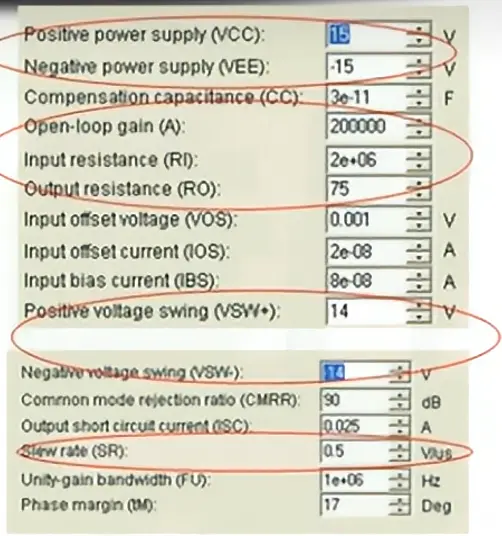 Positive power supply (VCC): 15 V
Negative power supply (VEE): -15 V
Compensation capacitance (CC): 3e-11 F
Open-loop gain (A): 200000
Input resistance (RI): 2e+06
Output resistance (RO): 75
Input offset voltage (VOS): 0.001 V
Input offset current (IOS): 2e-08 A
Input bias current (IBS): 8e-08 A
Positive voltage swing (VSW+): 14 V
Negative voltage swing (VSW-): -14 V
Common mode rejection ratio (CMRR): 90 dB
Output short circuit current (ISC): 0.025 A
Slew rate (SR): 0.5 V/us
Unity-gain bandwidth (FU): 1e+06 Hz
Phase margin (tM): 17 Deg